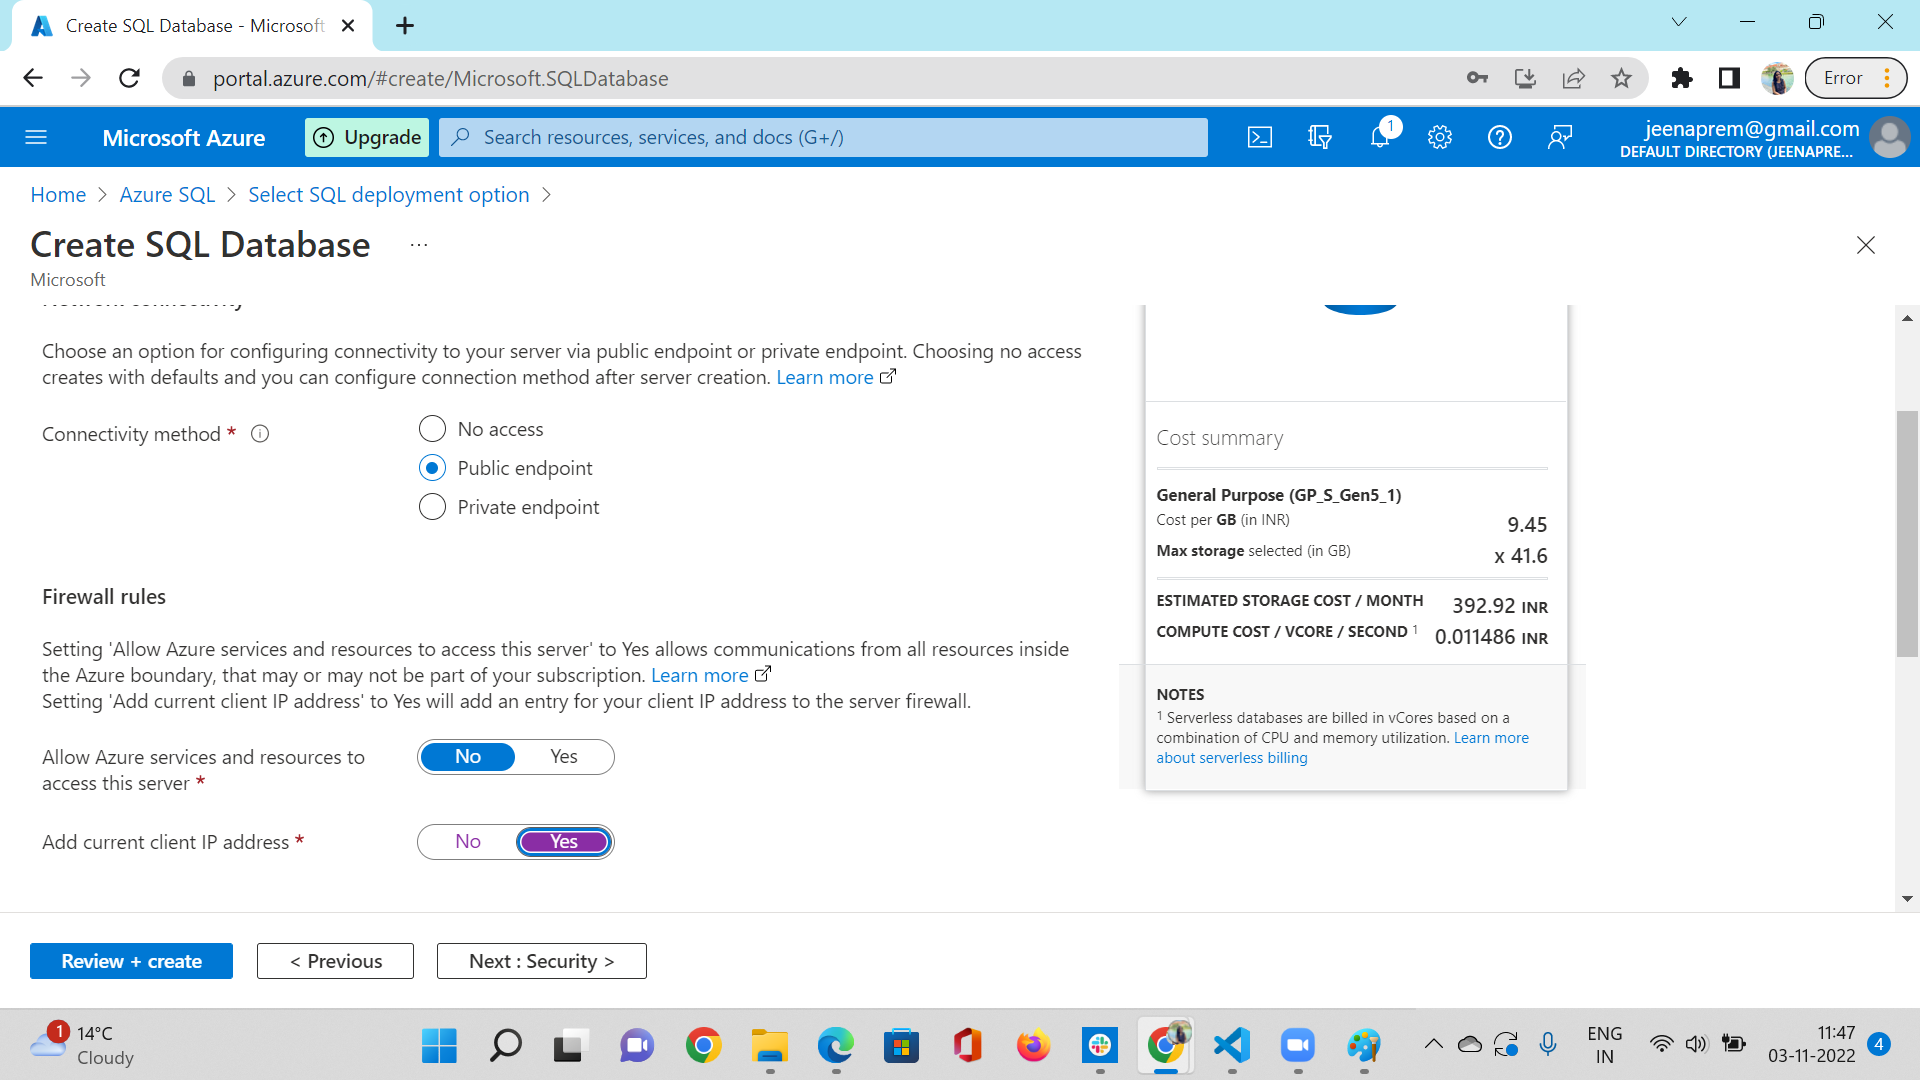 Create SQL Database - Microsoft
portal.azure.com/#create/Microsoft.SQLDatabase
Error
Microsoft Azure
Upgrade
Search resources, services, and docs (G+/)
1
jeenaprem@gmail.com
DEFAULT DIRECTORY (JEENAPRE...
Home > Azure SQL > Select SQL deployment option >
Create SQL Database ...
Microsoft
Network connectivity
Choose an option for configuring connectivity to your server via public endpoint or private endpoint. Choosing no access
creates with defaults and you can configure connection method after server creation. Learn more
Connectivity method *
No access
Public endpoint
Private endpoint
Firewall rules
Setting 'Allow Azure services and resources to access this server' to Yes allows communications from all resources inside
the Azure boundary, that may or may not be part of your subscription. Learn more
Setting 'Add current client IP address' to Yes will add an entry for your client IP address to the server firewall.
Allow Azure services and resources to
access this server *
No Yes
Add current client IP address *
No Yes
Cost summary
General Purpose (GP_S_Gen5_1)
Cost per GB (in INR) 9.45
Max storage selected (in GB) x 41.6
ESTIMATED STORAGE COST / MONTH 392.92 INR
COMPUTE COST / VCORE / SECOND 1 0.011486 INR
NOTES
1 Serverless databases are billed in vCores based on a
combination of CPU and memory utilization. Learn more
about serverless billing
Review + create
< Previous
Next : Security >
1
14°C
Cloudy
ENG
IN
11:47
03-11-2022
4